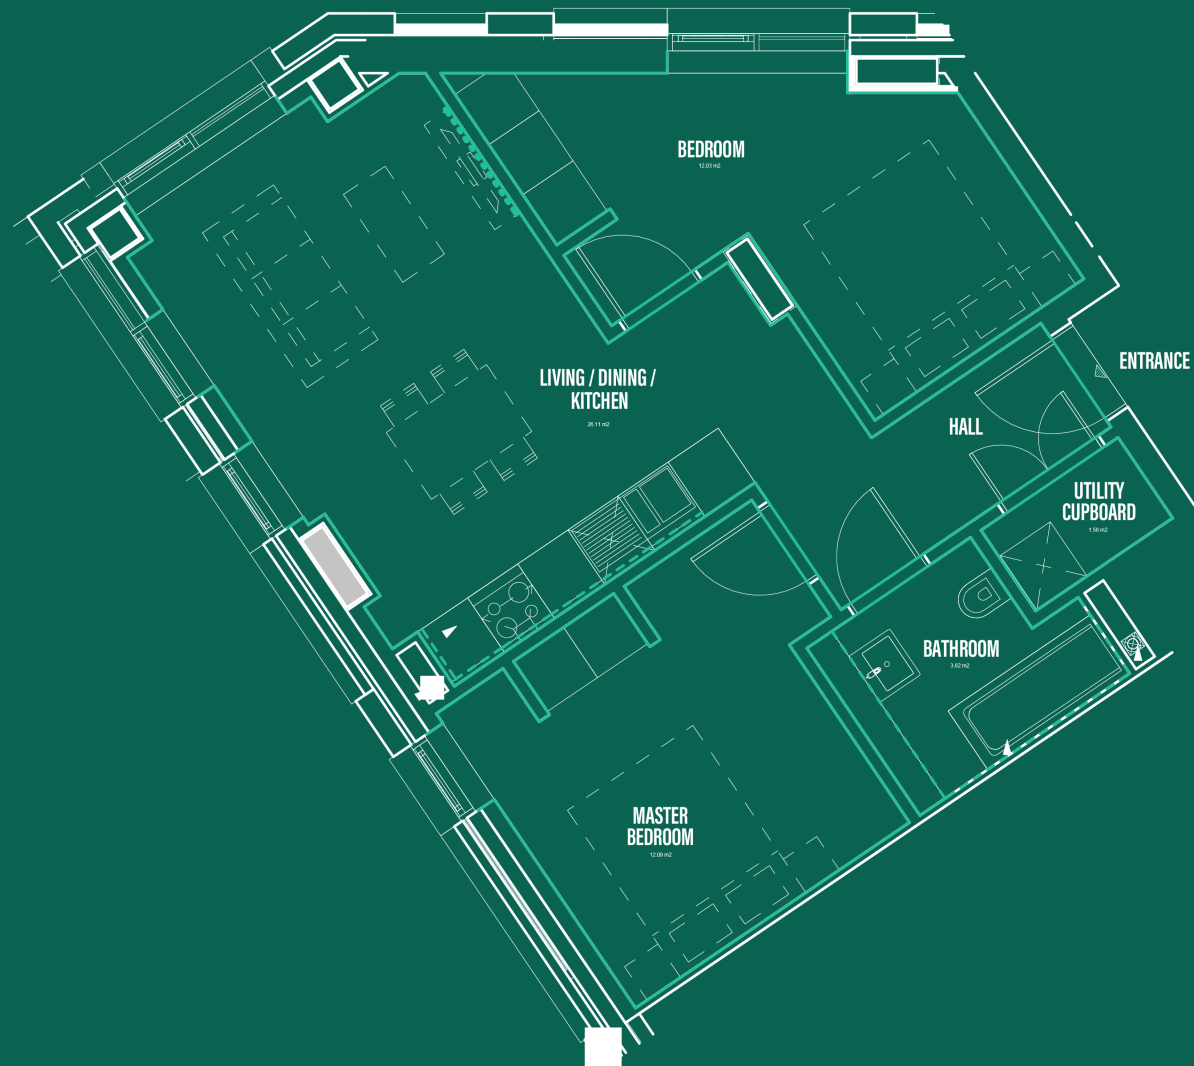 BEDROOM
12.03 m2
LIVING / DINING /
KITCHEN
26.11 m2
ENTRANCE
HALL
UTILITY
CUPBOARD
1.58 m2
BATHROOM
3.82 m2
MASTER
BEDROOM
12.09 m2